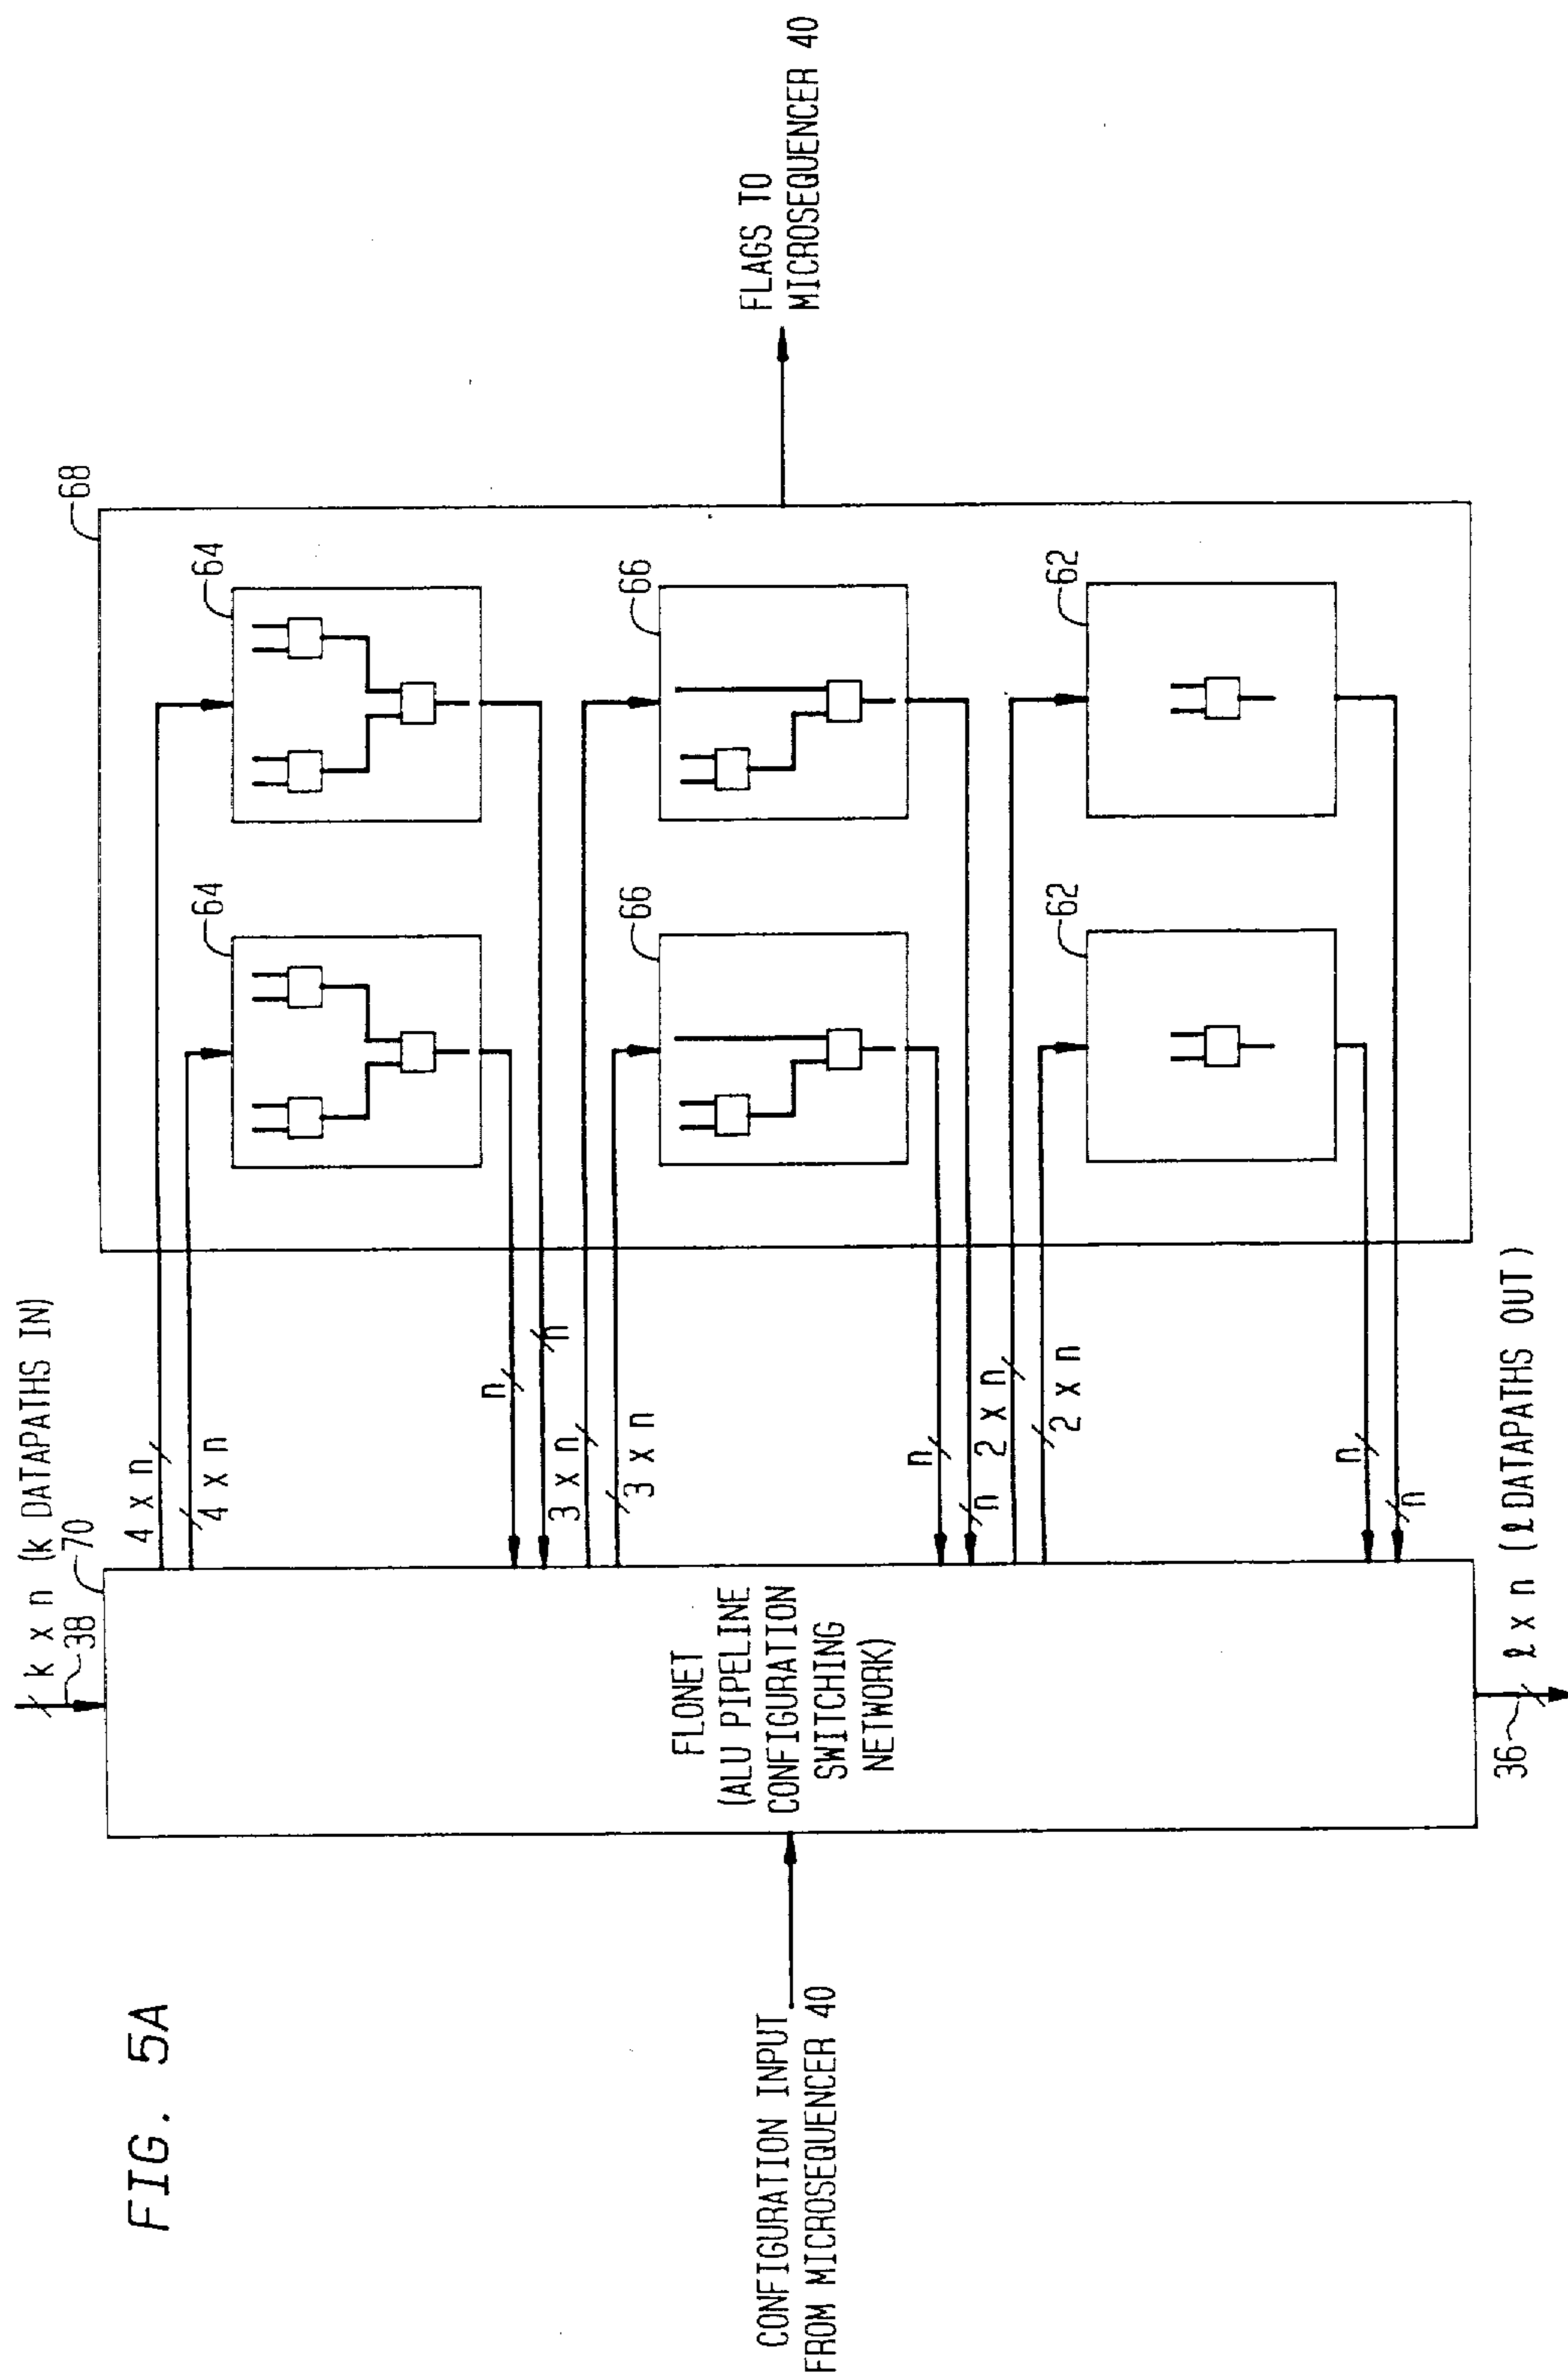 FIG. 5A
k x n (k DATAPATHS IN)
38
70
CONFIGURATION INPUT
FROM MICROSEQUENCER 40
FLONET
(ALU PIPELINE
CONFIGURATION
SWITCHING
NETWORK)
4 x n
4 x n
n
n
3 x n
3 x n
n
n
2 x n
2 x n
n
n
68
64
64
66
66
62
62
FLAGS TO
MICROSEQUENCER 40
36
ℓ x n (ℓ DATAPATHS OUT)